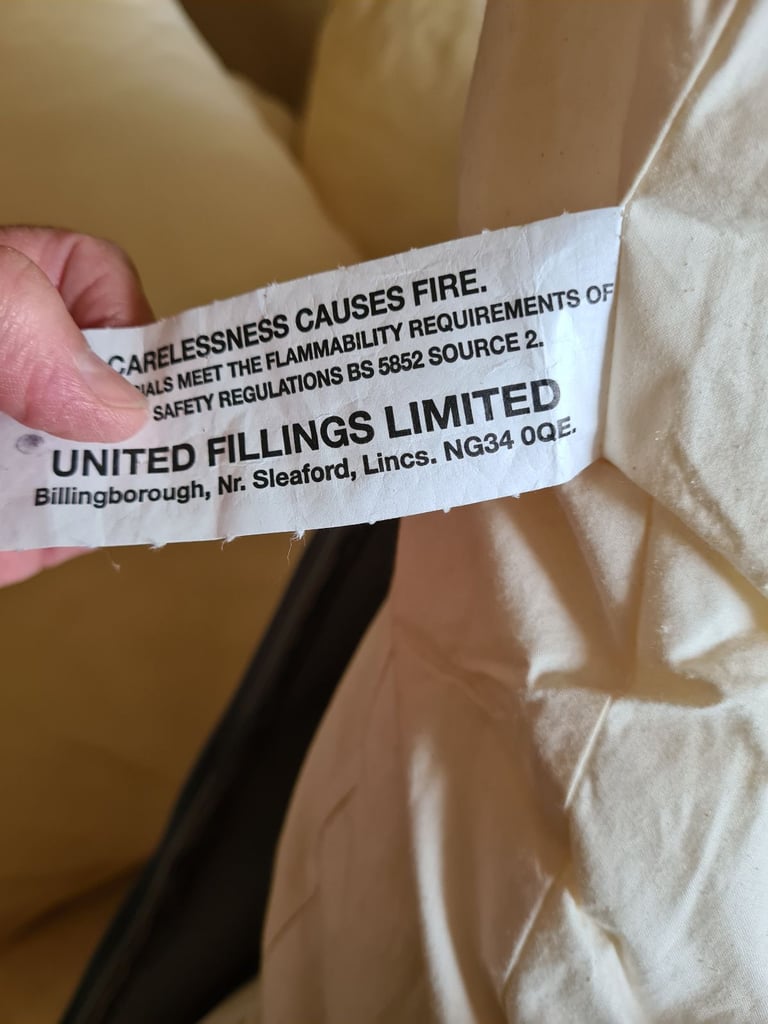 CARELESSNESS CAUSES FIRE.
MEET THE FLAMMABILITY REQUIREMENTS OF
SAFETY REGULATIONS BS 5852 SOURCE 2.
UNITED FILLINGS LIMITED
Billingborough, Nr. Sleaford, Lincs. NG34 0QE.